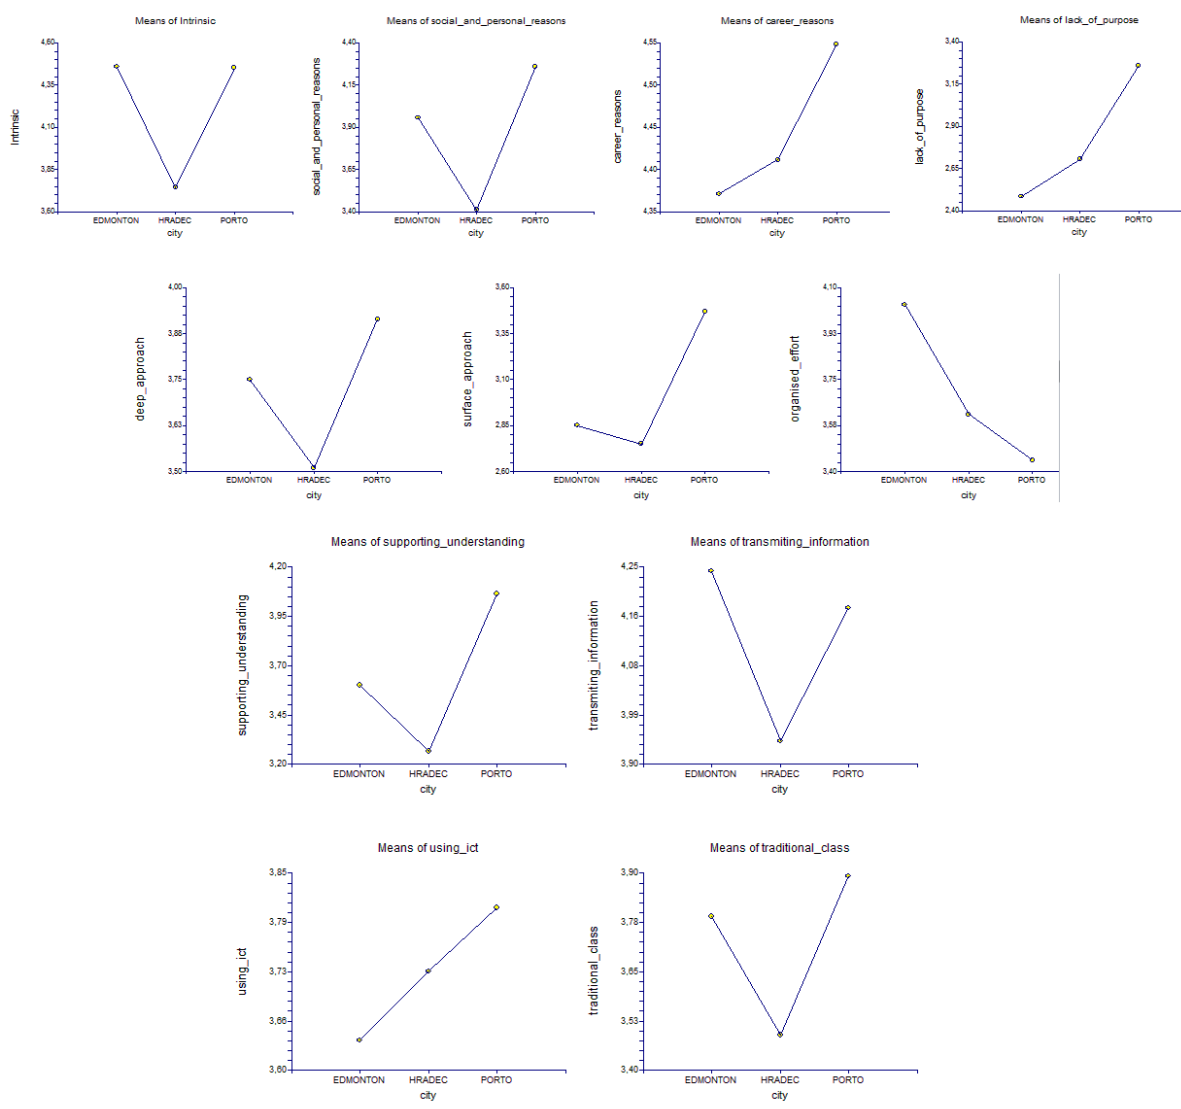 Means of Intrinsic
Intrinsic
4,60
4,35
4,10
3,85
3,60
EDMONTON HRADEC PORTO
city
Means of social_and_personal_reasons
social_and_personal_reasons
4,40
4,15
3,90
3,65
3,40
EDMONTON HRADEC PORTO
city
Means of career_reasons
career_reasons
4,55
4,50
4,45
4,40
4,35
EDMONTON HRADEC PORTO
city
Means of lack_of_purpose
lack_of_purpose
3,40
3,15
2,90
2,65
2,40
EDMONTON HRADEC PORTO
city
deep_approach
4,00
3,88
3,75
3,63
3,50
EDMONTON HRADEC PORTO
city
surface_approach
3,60
3,35
3,10
2,85
2,60
EDMONTON HRADEC PORTO
city
organised_effort
4,10
3,93
3,75
3,58
3,40
EDMONTON HRADEC PORTO
city
Means of supporting_understanding
supporting_understanding
4,20
3,95
3,70
3,45
3,20
EDMONTON HRADEC PORTO
city
Means of transmiting_information
transmiting_information
4,25
4,16
4,08
3,99
3,90
EDMONTON HRADEC PORTO
city
Means of using_ict
using_ict
3,85
3,79
3,73
3,66
3,60
EDMONTON HRADEC PORTO
city
Means of traditional_class
traditional_class
3,90
3,78
3,65
3,53
3,40
EDMONTON HRADEC PORTO
city